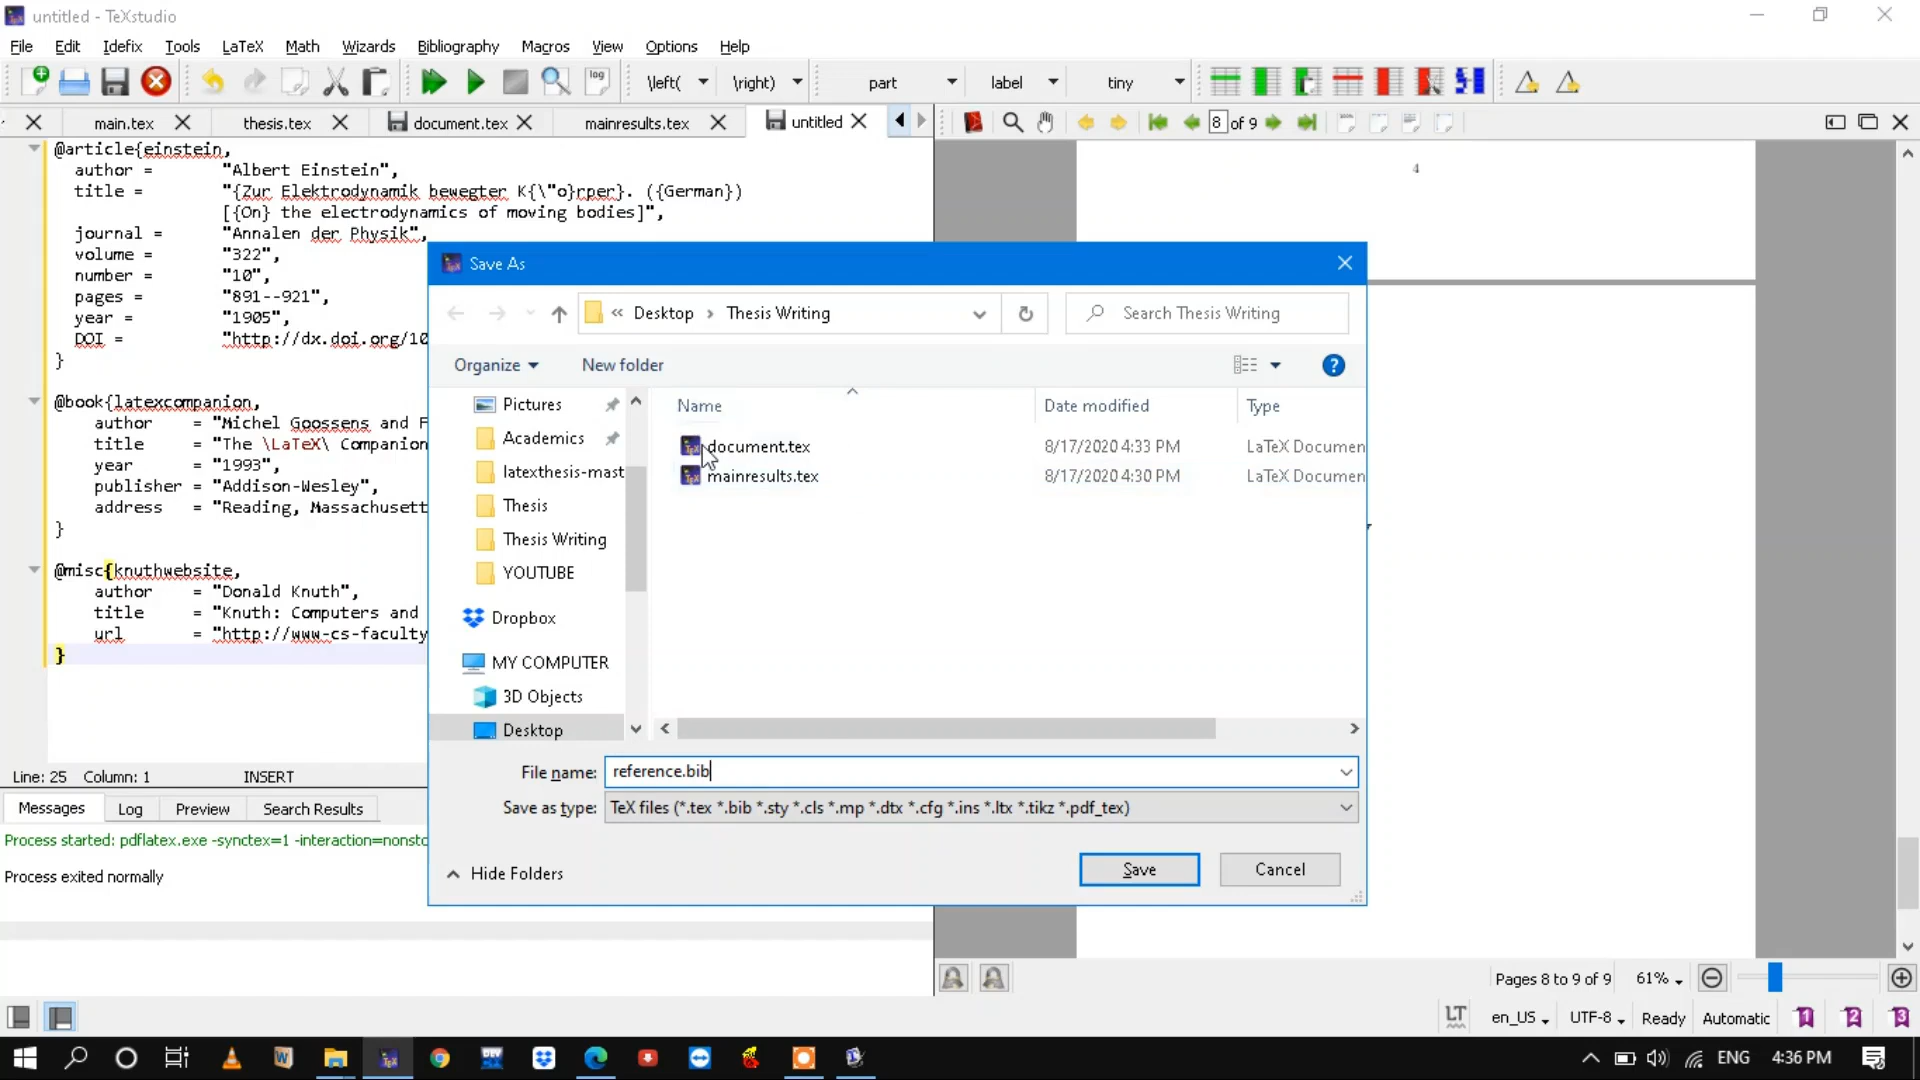 untitled - TeXstudio
File Edit Idefix Tools LaTeX Math Wizards Bibliography Macros View Options Help
log \left( \right) part label tiny
main.tex thesis.tex document.tex mainresults.tex untitled 8 of 9
@article{einstein,
author = "Albert Einstein",
title = "{Zur Elektrodynamik bewegter K{\"o}rper}. ({German})
[{On} the electrodynamics of moving bodies]",
journal = "Annalen der Physik",
volume = "322",
number = "10",
pages = "891--921",
year = "1905",
DOI = "http://dx.doi.org/10
}
@book{latexcompanion,
author = "Michel Goossens and F
title = "The \LaTeX\ Companion
year = "1993",
publisher = "Addison-Wesley",
address = "Reading, Massachusett
}
@misc{knuthwebsite,
author = "Donald Knuth",
title = "Knuth: Computers and
url = "http://www-cs-faculty
}
4
Save As
« Desktop > Thesis Writing
Search Thesis Writing
Organize New folder
Pictures
Academics
latexthesis-mast
Thesis
Thesis Writing
YOUTUBE
Dropbox
MY COMPUTER
3D Objects
Desktop
Name Date modified Type
document.tex 8/17/2020 4:33 PM LaTeX Documen
mainresults.tex 8/17/2020 4:30 PM LaTeX Documen
File name: reference.bib
Save as type: TeX files (*.tex *.bib *.sty *.cls *.mp *.dtx *.cfg *.ins *.ltx *.tikz *.pdf_tex)
Hide Folders Save Cancel
Line: 25 Column: 1 INSERT
Messages Log Preview Search Results
Process started: pdflatex.exe -synctex=1 -interaction=nonsto
Process exited normally
Pages 8 to 9 of 9 61%
LT en_US UTF-8 Ready Automatic 1 2 3
ENG 4:36 PM